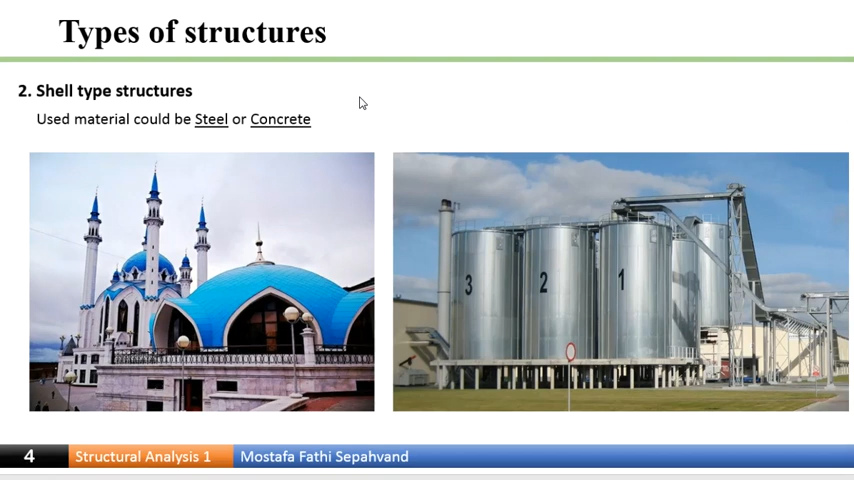 Types of structures
2. Shell type structures
Used material could be Steel or Concrete
3 2 1
4 Structural Analysis 1 Mostafa Fathi Sepahvand